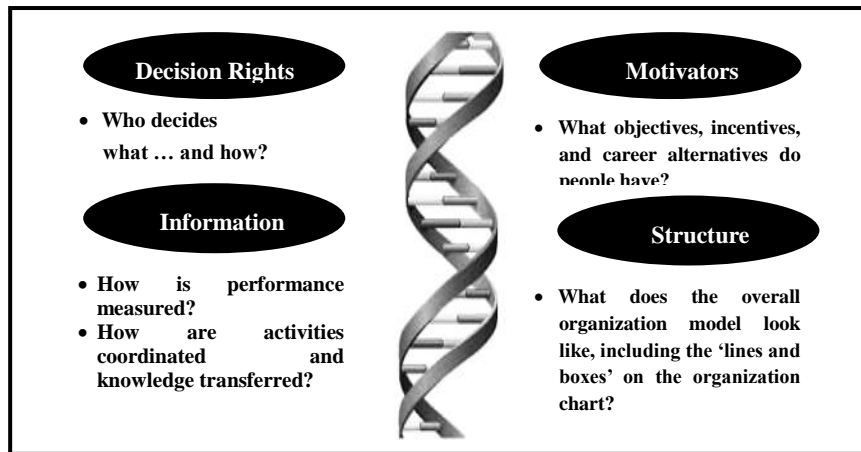 Decision Rights
• Who decides
what … and how?
Information
• How is performance
measured?
• How are activities
coordinated and
knowledge transferred?
Motivators
• What objectives, incentives,
and career alternatives do
people have?
Structure
• What does the overall
organization model look
like, including the ‘lines and
boxes’ on the organization
chart?